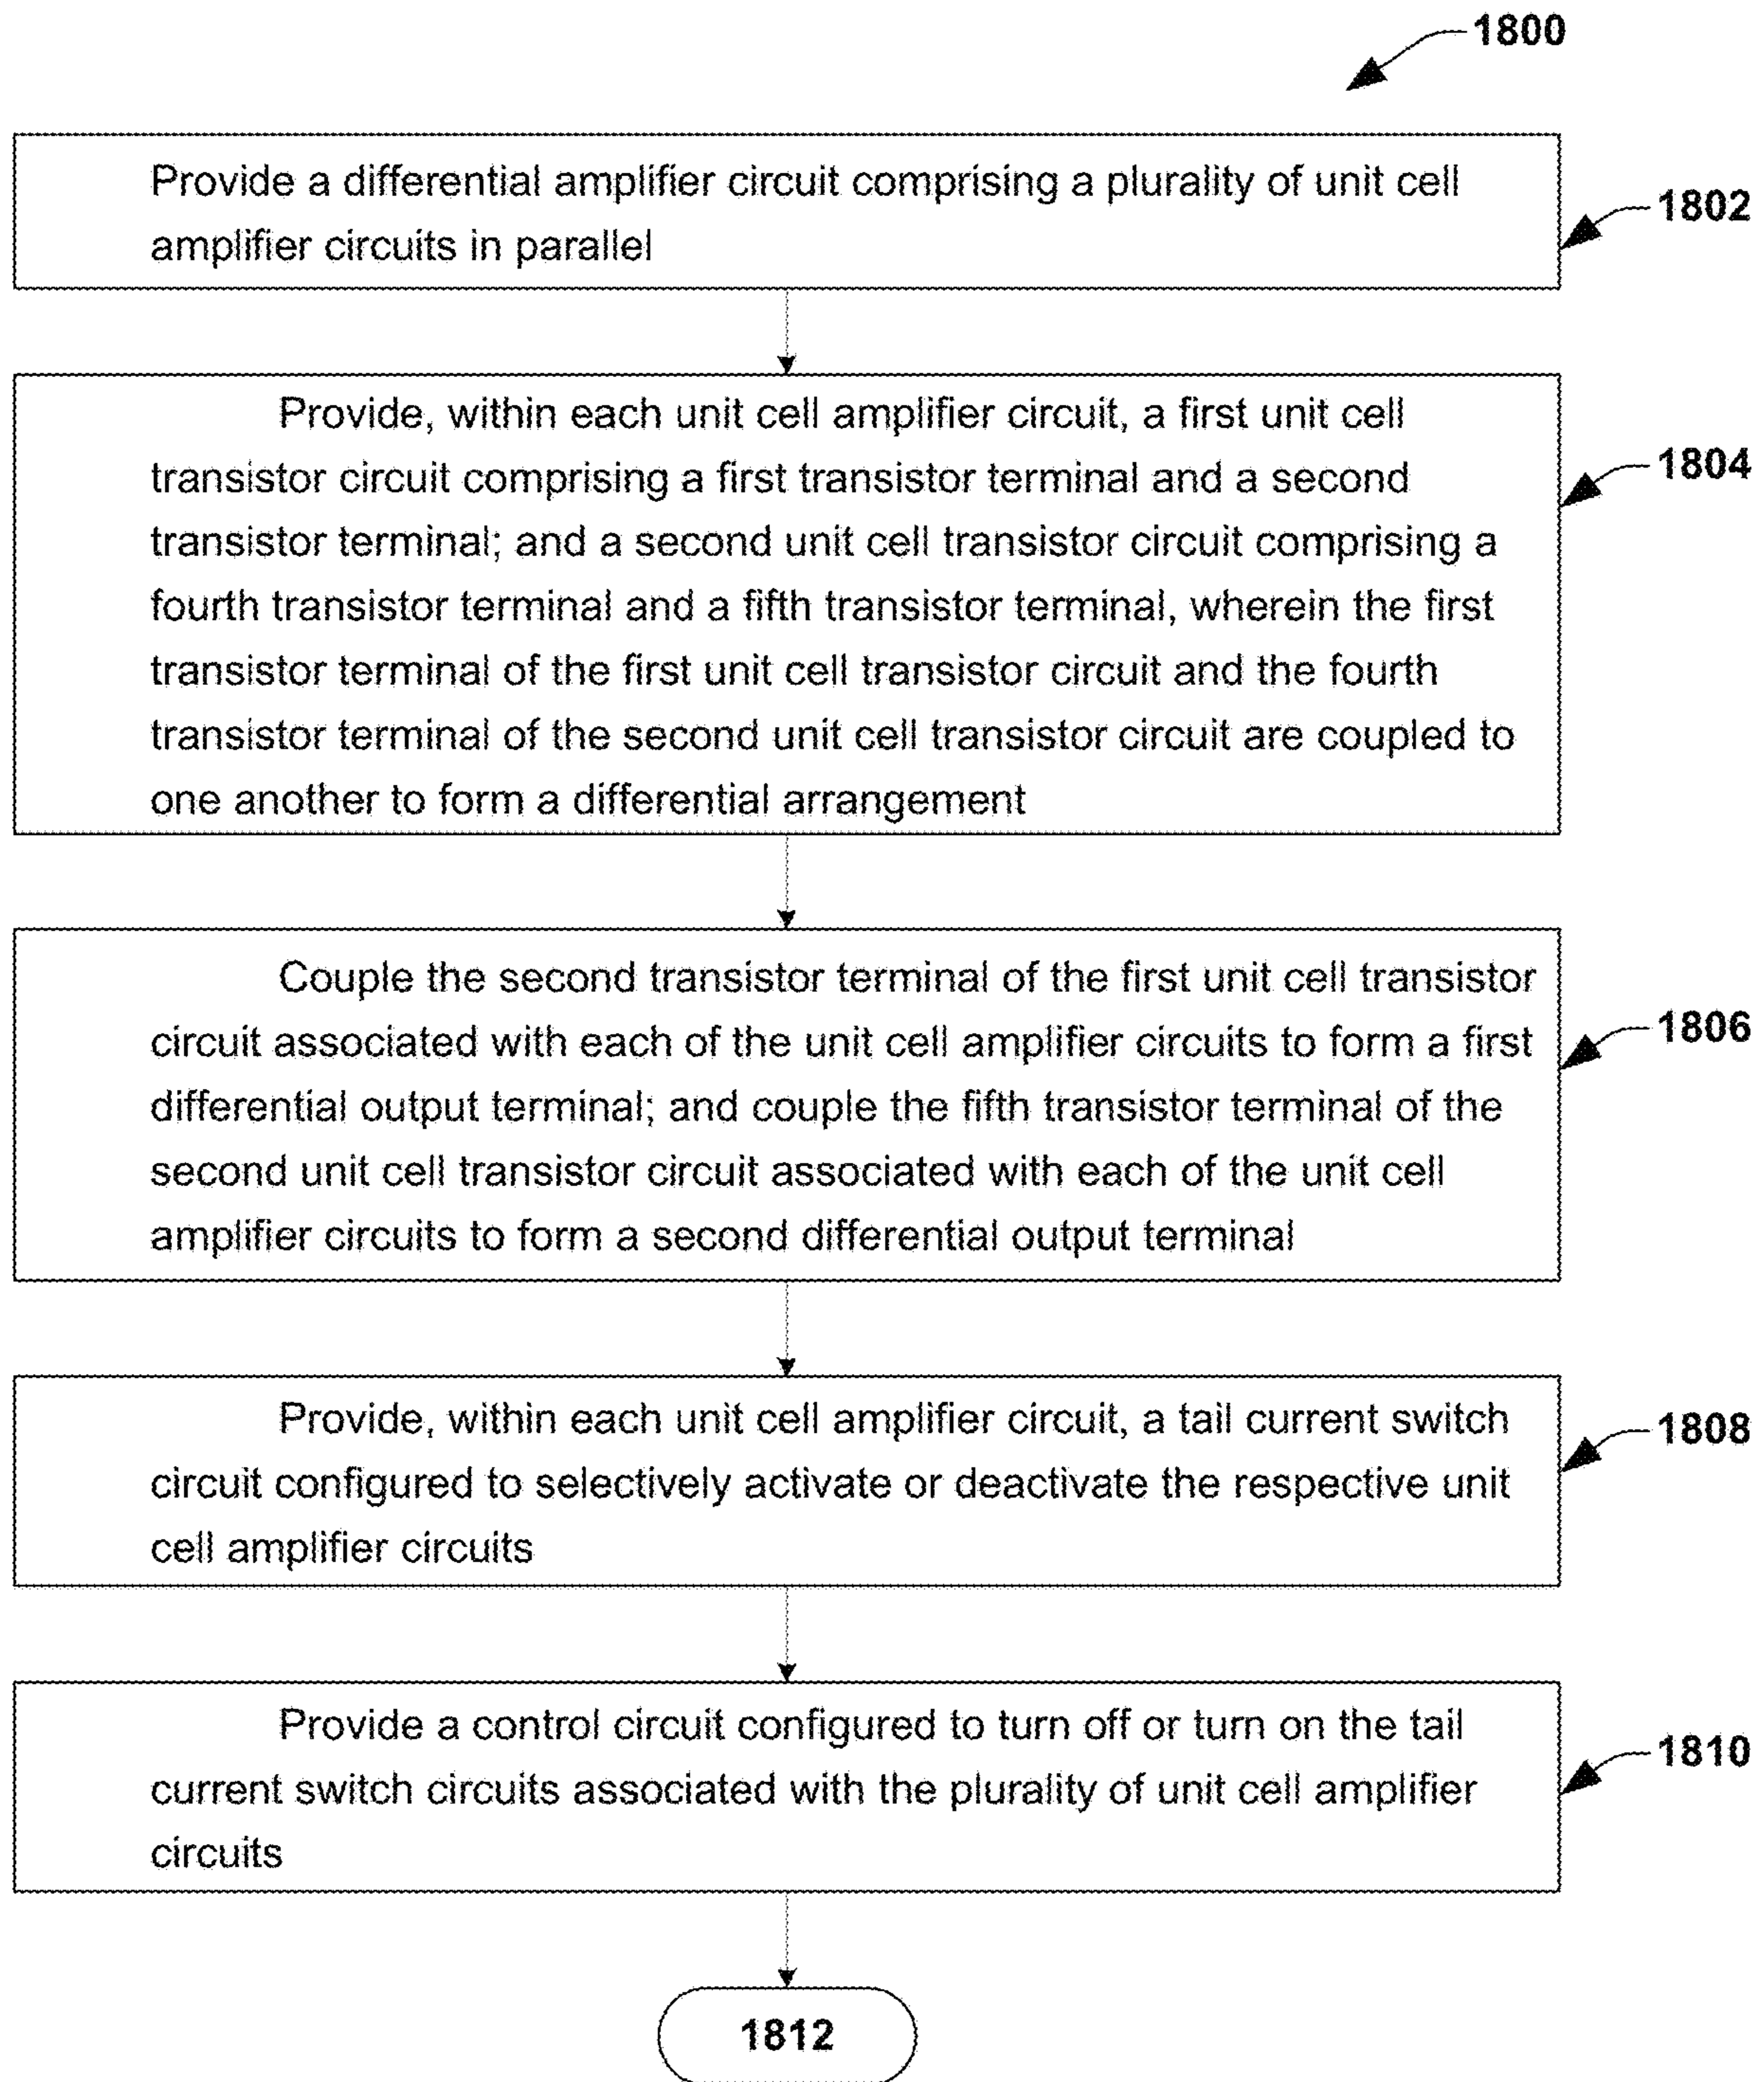 1800
Provide a differential amplifier circuit comprising a plurality of unit cell
amplifier circuits in parallel
1802
Provide, within each unit cell amplifier circuit, a first unit cell
transistor circuit comprising a first transistor terminal and a second
transistor terminal; and a second unit cell transistor circuit comprising a
fourth transistor terminal and a fifth transistor terminal, wherein the first
transistor terminal of the first unit cell transistor circuit and the fourth
transistor terminal of the second unit cell transistor circuit are coupled to
one another to form a differential arrangement
1804
Couple the second transistor terminal of the first unit cell transistor
circuit associated with each of the unit cell amplifier circuits to form a first
differential output terminal; and couple the fifth transistor terminal of the
second unit cell transistor circuit associated with each of the unit cell
amplifier circuits to form a second differential output terminal
1806
Provide, within each unit cell amplifier circuit, a tail current switch
circuit configured to selectively activate or deactivate the respective unit
cell amplifier circuits
1808
Provide a control circuit configured to turn off or turn on the tail
current switch circuits associated with the plurality of unit cell amplifier
circuits
1810
1812